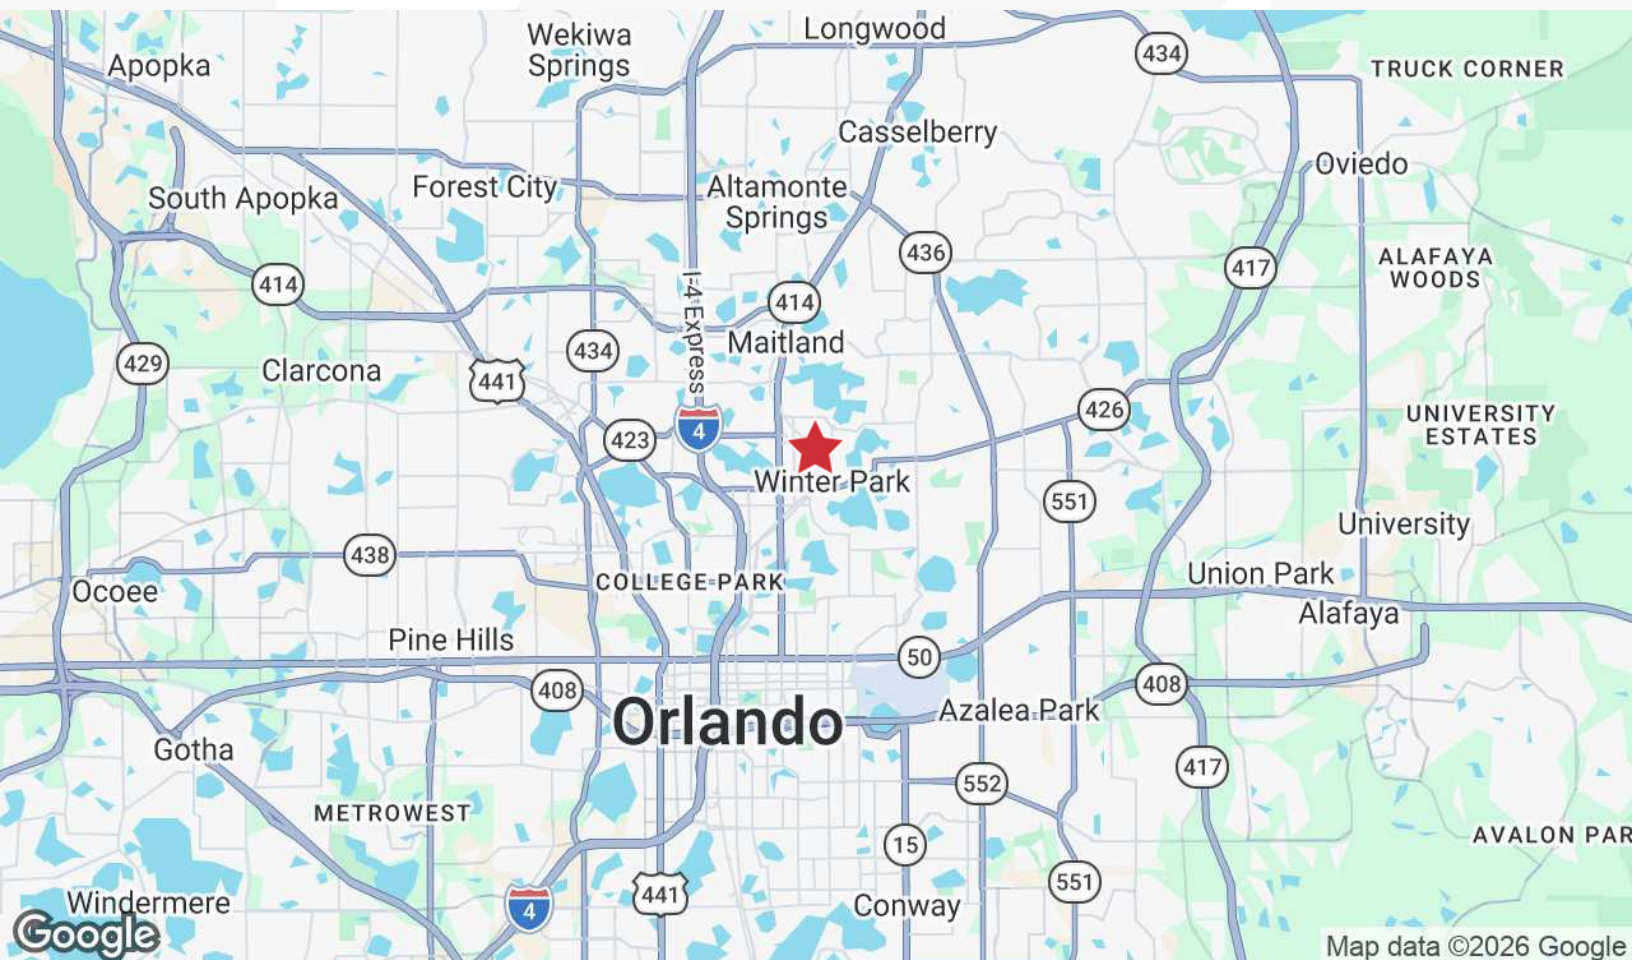 Wekiwa
Springs
Longwood
434
Apopka
TRUCK CORNER
Casselberry
Oviedo
South Apopka
Forest City
Altamonte
Springs
436
417
ALAFAYA
WOODS
414
I-4 Express
414
Maitland
429
434
Clarcona
441
426
UNIVERSITY
ESTATES
423
4
Winter Park
551
University
438
COLLEGE PARK
Union Park
Ocoee
Alafaya
Pine Hills
50
408
408
Orlando
Azalea Park
Gotha
417
552
METROWEST
15
AVALON PAR
551
441
Windermere
4
Conway
Google
Map data ©2026 Google